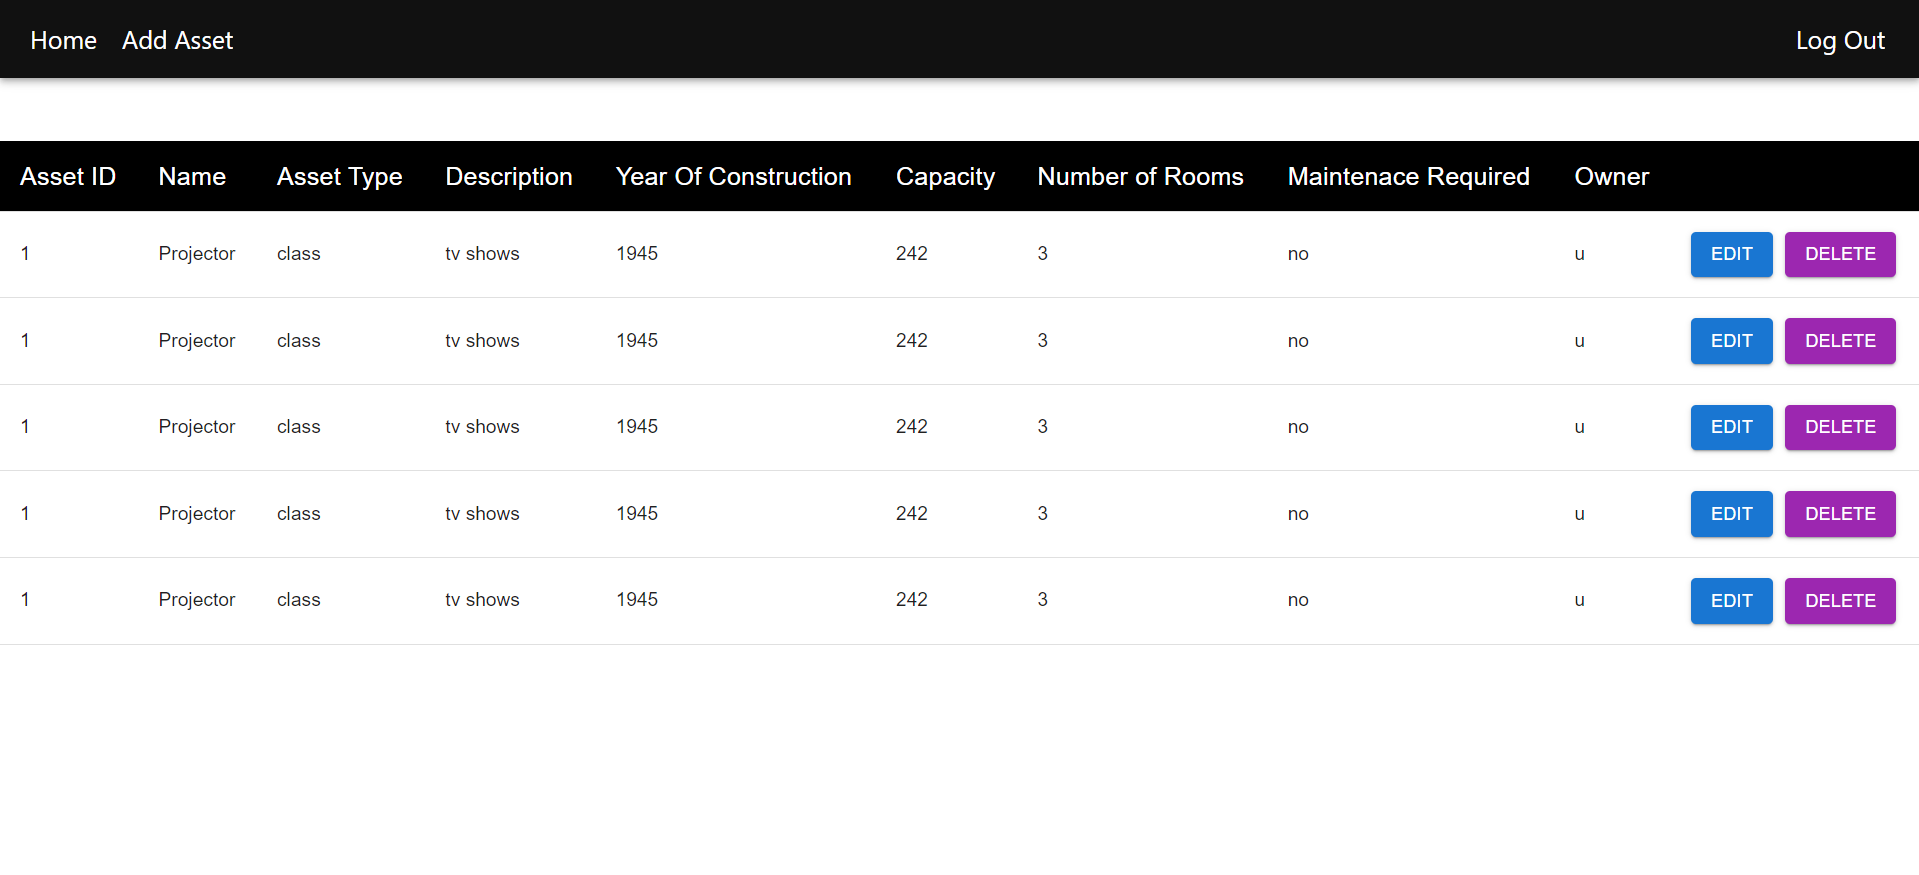 Home Add Asset Log Out
Asset ID Name Asset Type Description Year Of Construction Capacity Number of Rooms Maintenace Required Owner
1 Projector class tv shows 1945 242 3 no u EDIT DELETE
1 Projector class tv shows 1945 242 3 no u EDIT DELETE
1 Projector class tv shows 1945 242 3 no u EDIT DELETE
1 Projector class tv shows 1945 242 3 no u EDIT DELETE
1 Projector class tv shows 1945 242 3 no u EDIT DELETE